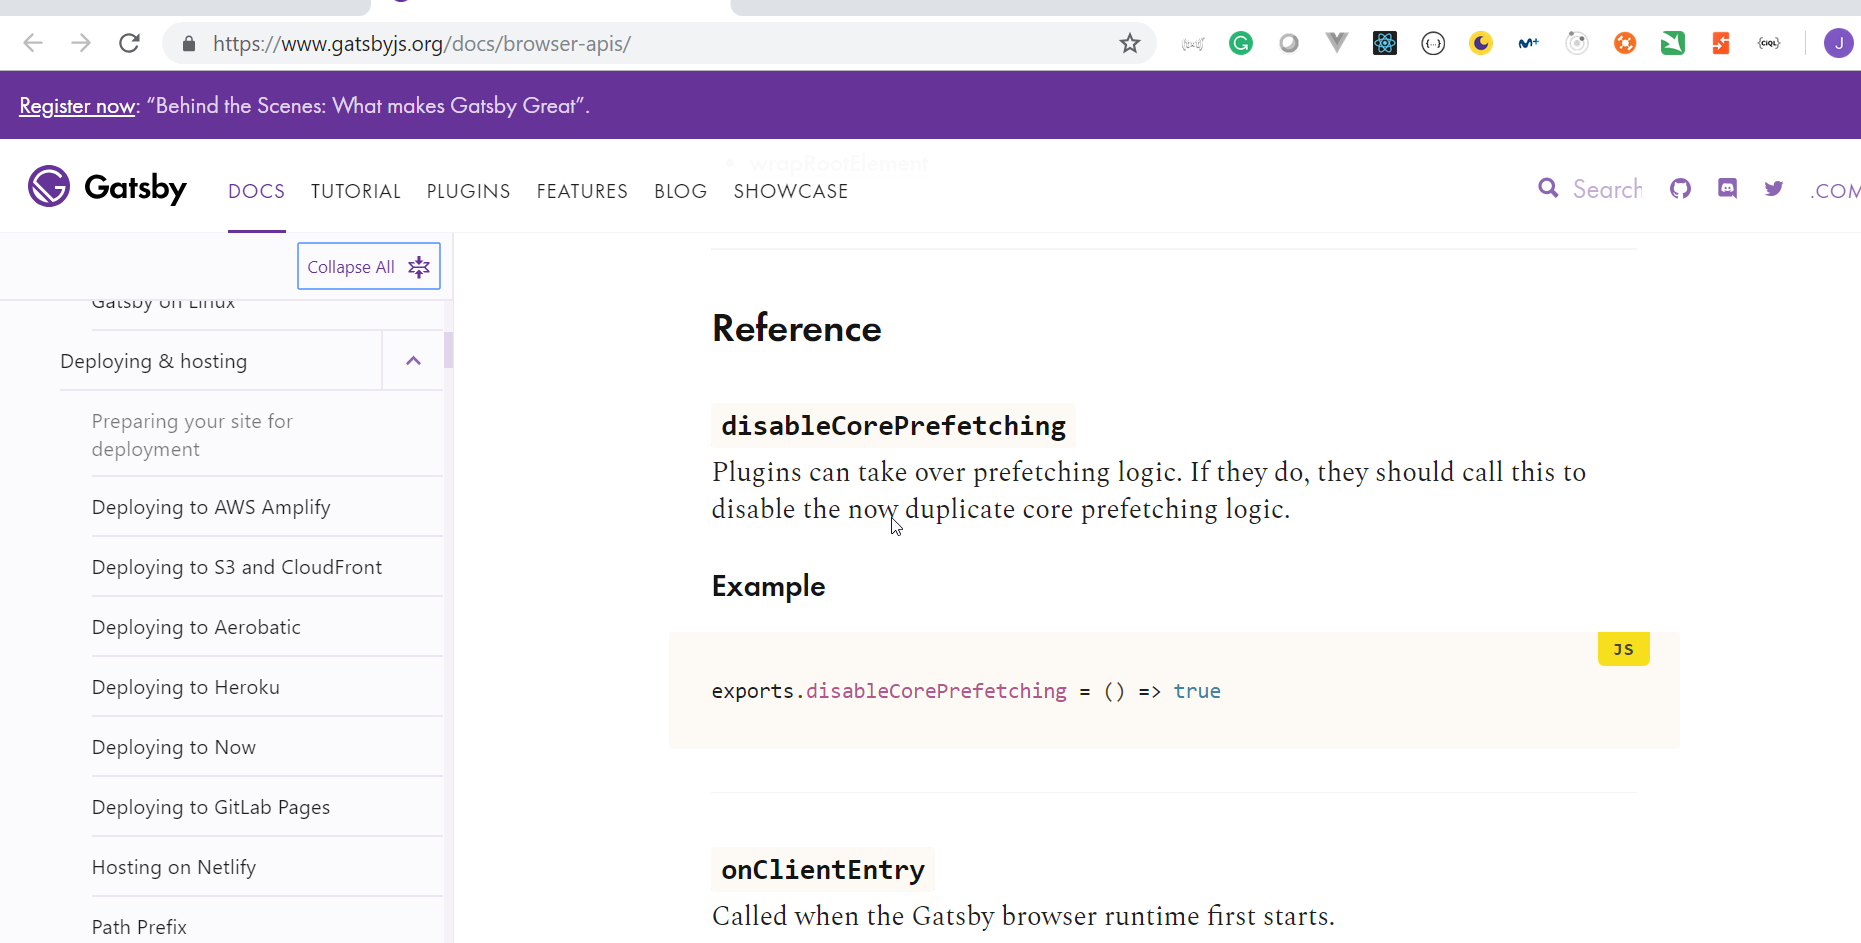 https://www.gatsbyjs.org/docs/browser-apis/
J
Register now: “Behind the Scenes: What makes Gatsby Great”.
wrapRootElement
Gatsby
DOCS TUTORIAL PLUGINS FEATURES BLOG SHOWCASE
Search
.COM
Collapse All
Gatsby on Linux
Deploying & hosting
Preparing your site for
deployment
Deploying to AWS Amplify
Deploying to S3 and CloudFront
Deploying to Aerobatic
Deploying to Heroku
Deploying to Now
Deploying to GitLab Pages
Hosting on Netlify
Path Prefix
Reference
disableCorePrefetching
Plugins can take over prefetching logic. If they do, they should call this to
disable the now duplicate core prefetching logic.
Example
JS
exports.disableCorePrefetching = () => true
onClientEntry
Called when the Gatsby browser runtime first starts.